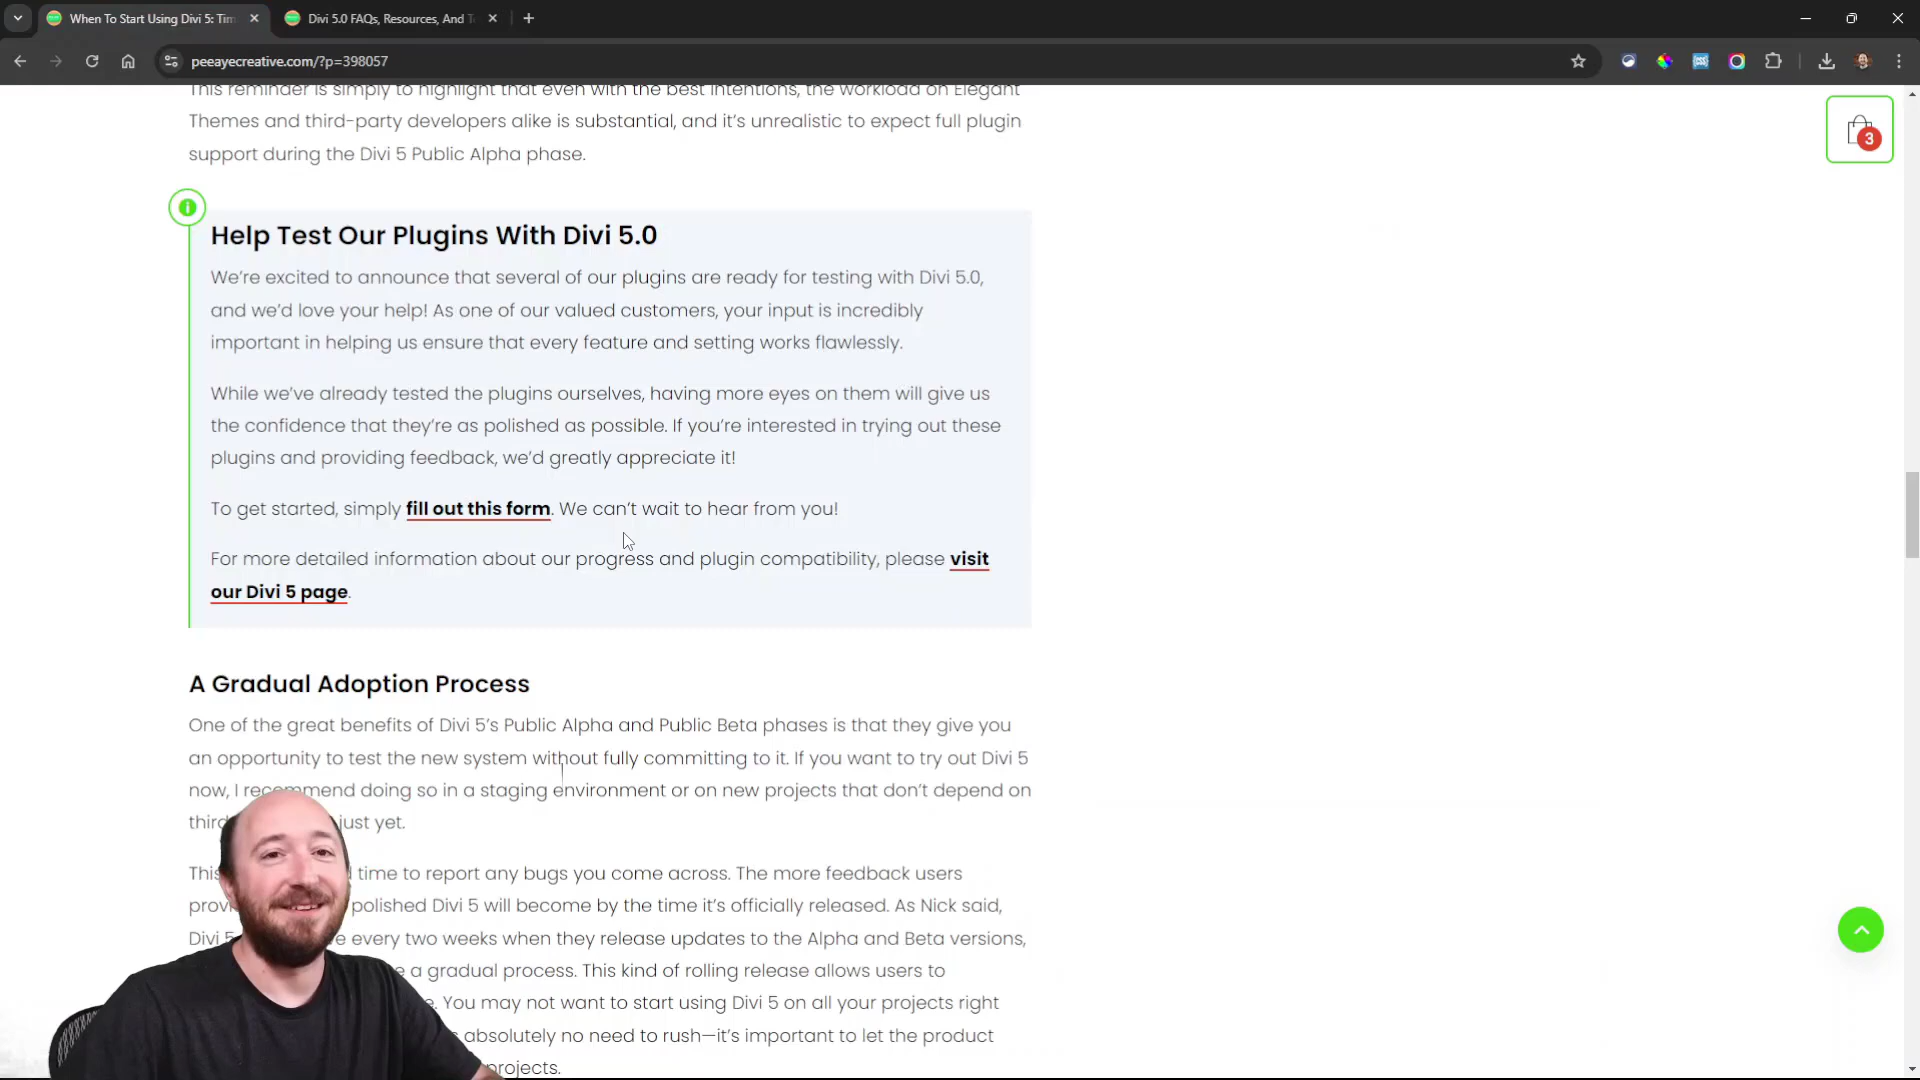 When To Start Using Divi 5: Tim
Divi 5.0 FAQs, Resources, And T
peeayecreative.com/?p=398057
This reminder is simply to highlight that even with the best intentions, the workload on Elegant
Themes and third-party developers alike is substantial, and it's unrealistic to expect full plugin
support during the Divi 5 Public Alpha phase.
3
Help Test Our Plugins With Divi 5.0
We're excited to announce that several of our plugins are ready for testing with Divi 5.0,
and we'd love your help! As one of our valued customers, your input is incredibly
important in helping us ensure that every feature and setting works flawlessly.
While we've already tested the plugins ourselves, having more eyes on them will give us
the confidence that they're as polished as possible. If you're interested in trying out these
plugins and providing feedback, we'd greatly appreciate it!
To get started, simply fill out this form. We can't wait to hear from you!
For more detailed information about our progress and plugin compatibility, please visit
our Divi 5 page.
A Gradual Adoption Process
One of the great benefits of Divi 5's Public Alpha and Public Beta phases is that they give you
an opportunity to test the new system without fully committing to it. If you want to try out Divi 5
now, I recommend doing so in a staging environment or on new projects that don't depend on
third just yet.
This time to report any bugs you come across. The more feedback users
prov polished Divi 5 will become by the time it's officially released. As Nick said,
Divi 5 every two weeks when they release updates to the Alpha and Beta versions,
a gradual process. This kind of rolling release allows users to
You may not want to start using Divi 5 on all your projects right
absolutely no need to rush—it's important to let the product
projects.